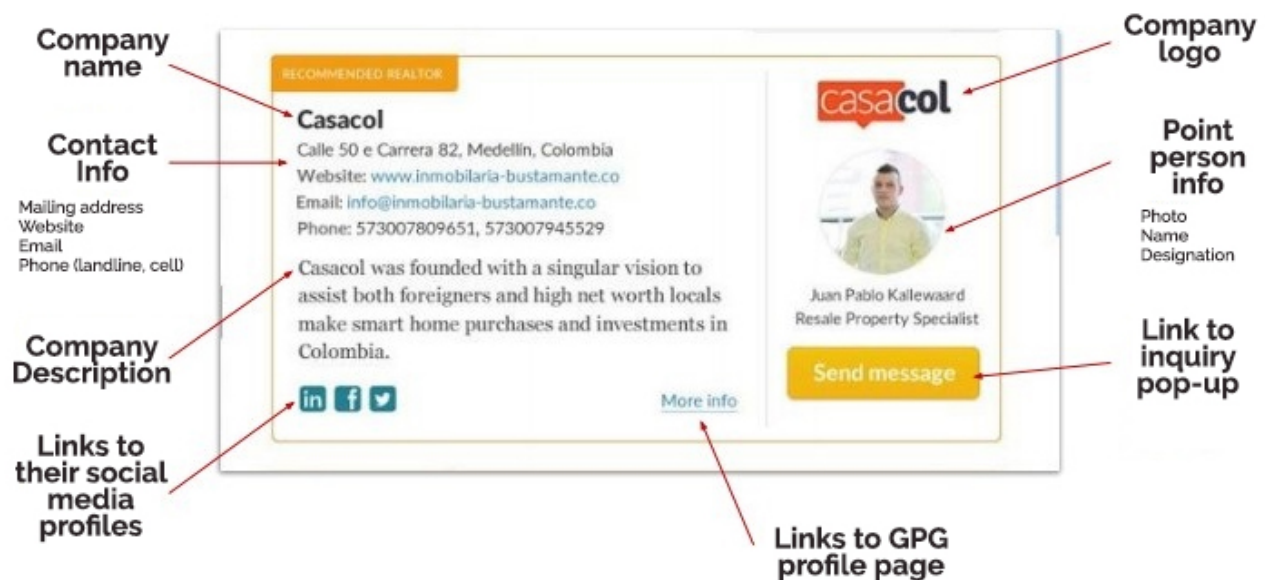 Company
name
Contact
Info
Mailing address
Website
Email
Phone (landline, cell)
Company
Description
Links to
their social
media
profiles
RECOMMENDED REALTOR
Casacol
Calle 50 e Carrera 82, Medellín, Colombia
Website: www.inmobilaria-bustamante.co
Email: info@inmobilaria-bustamante.co
Phone: 573007809651, 573007945529
Casacol was founded with a singular vision to
assist both foreigners and high net worth locals
make smart home purchases and investments in
Colombia.
in f
More info
casacol
Juan Pablo Kallewaard
Resale Property Specialist
Send message
Company
logo
Point
person
info
Photo
Name
Designation
Link to
inquiry
pop-up
Links to GPG
profile page